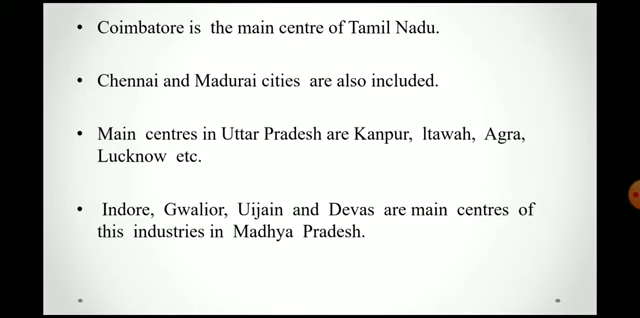 • Coimbatore is the main centre of Tamil Nadu.
• Chennai and Madurai cities are also included.
• Main centres in Uttar Pradesh are Kanpur, ltawah, Agra,
Lucknow etc.
• Indore, Gwalior, Uijain and Devas are main centres of
this industries in Madhya Pradesh.